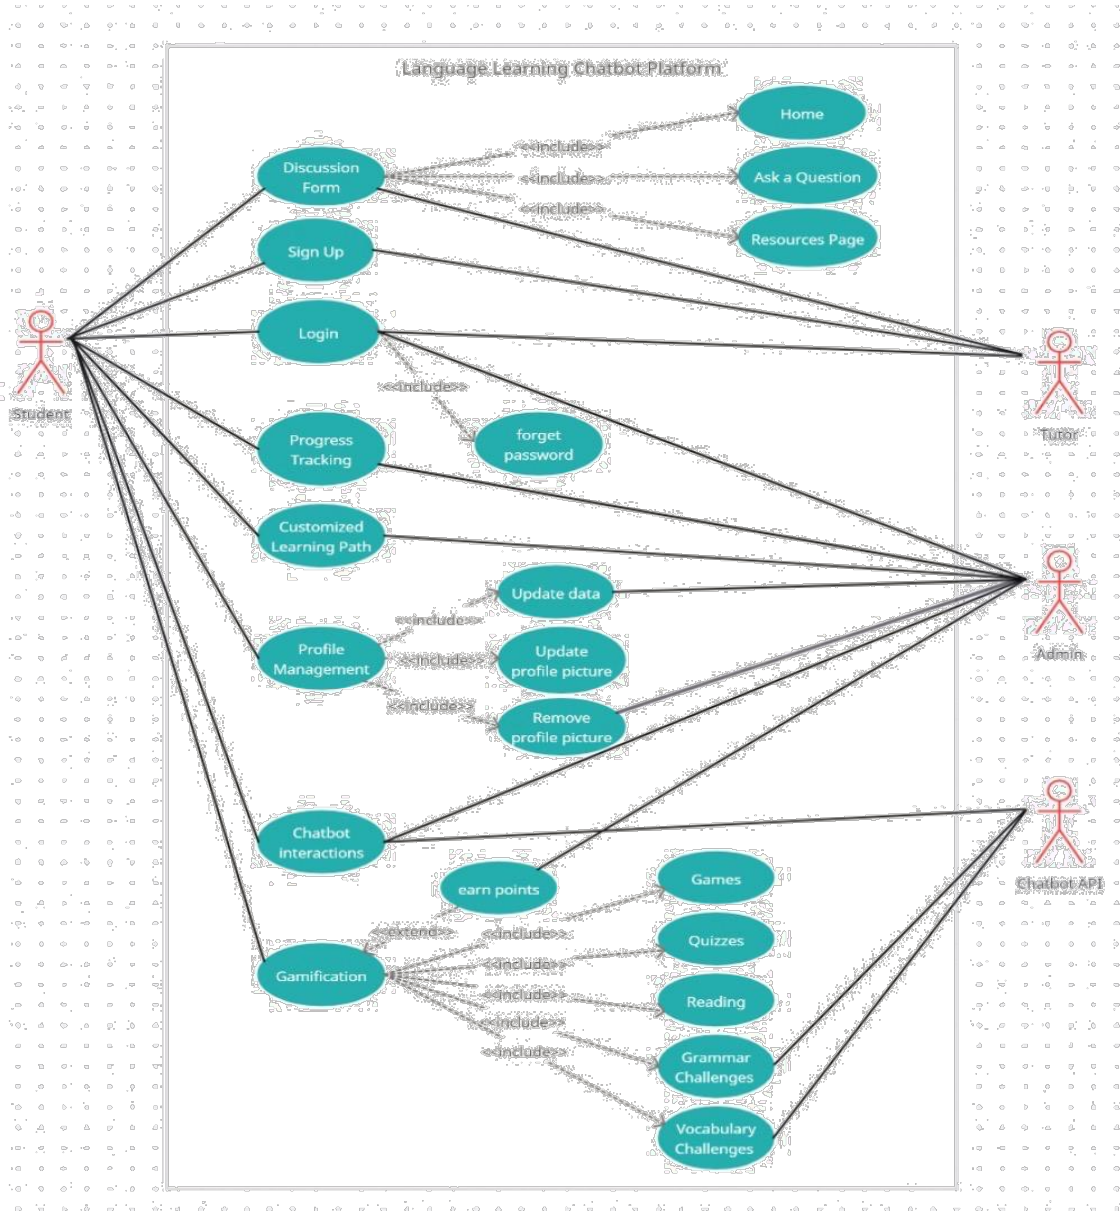 Language Learning Chatbot Platform
Home
<<include>>
Discussion
Form
<<include>>
Ask a Question
<<include>>
Resources Page
Sign Up
Login
Student
<<include>>
Tutor
forget
password
Progress
Tracking
Customized
Learning Path
Update data
<<include>>
Profile
Management
<<include>>
Update
profile picture
Admin
<<include>>
Remove
profile picture
Chatbot
interactions
earn points
Games
Chatbot API
<<extend>>
<<include>>
Quizzes
<<include>>
Gamification
<<include>>
Reading
<<include>>
<<include>>
Grammar
Challenges
Vocabulary
Challenges